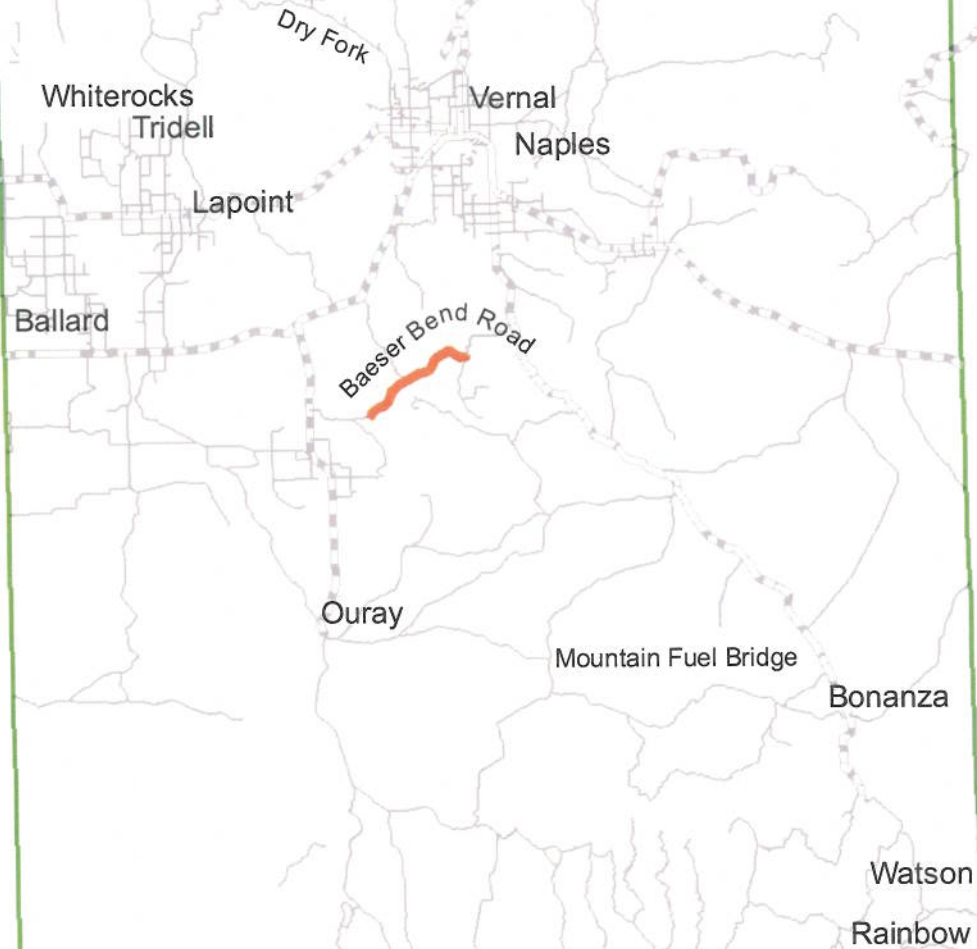 Dry Fork
Whiterocks
Vernal
Tridell
Naples
Lapoint
Ballard
Baeser Bend Road
Ouray
Mountain Fuel Bridge
Bonanza
Watson
Rainbow